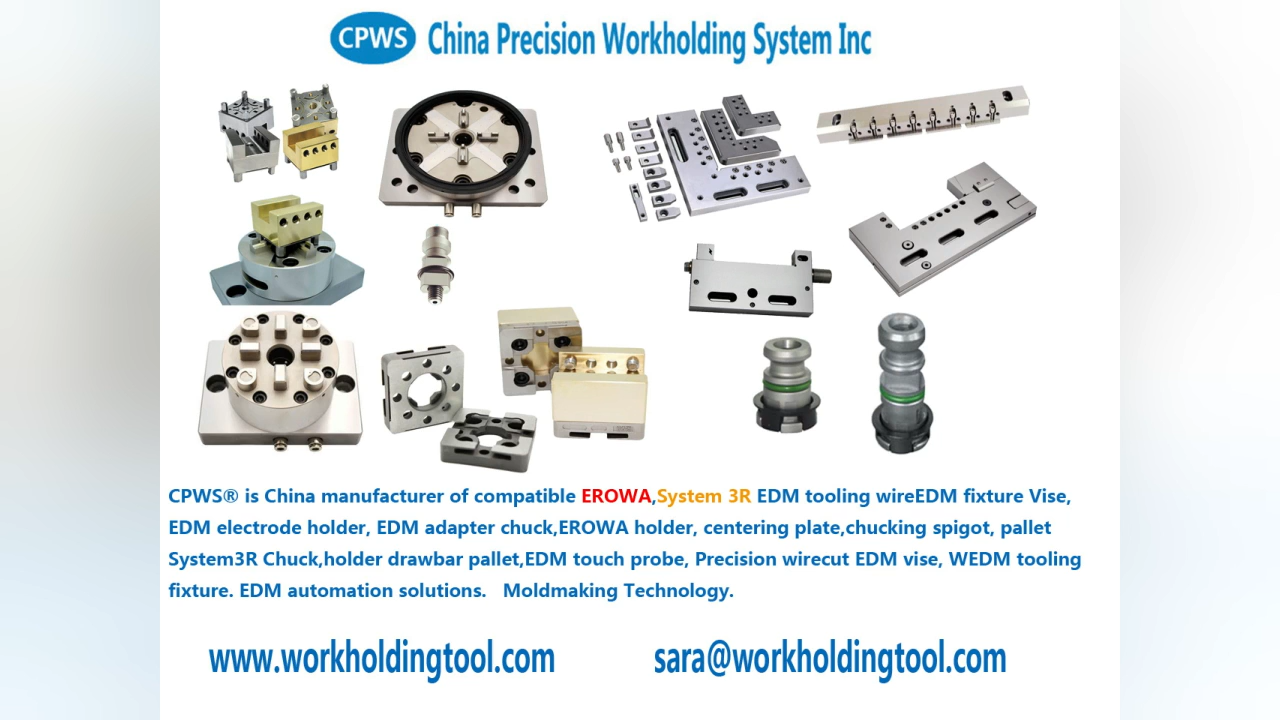 CPWS China Precision Workholding System Inc
CPWS® is China manufacturer of compatible EROWA,System 3R EDM tooling wireEDM fixture Vise,
EDM electrode holder, EDM adapter chuck,EROWA holder, centering plate,chucking spigot, pallet
System3R Chuck,holder drawbar pallet,EDM touch probe, Precision wirecut EDM vise, WEDM tooling
fixture. EDM automation solutions.   Moldmaking Technology.
www.workholdingtool.com sara@workholdingtool.com